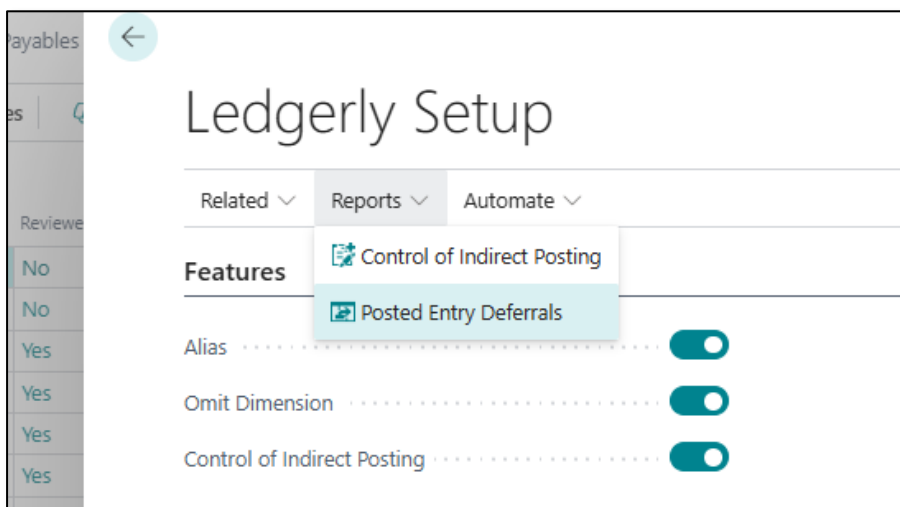 Payables
Ledgerly Setup
Related Reports Automate
Reviewe
Control of Indirect Posting
No
Features
No
Posted Entry Deferrals
Yes
Alias
Yes
Omit Dimension
Yes
Control of Indirect Posting
Yes